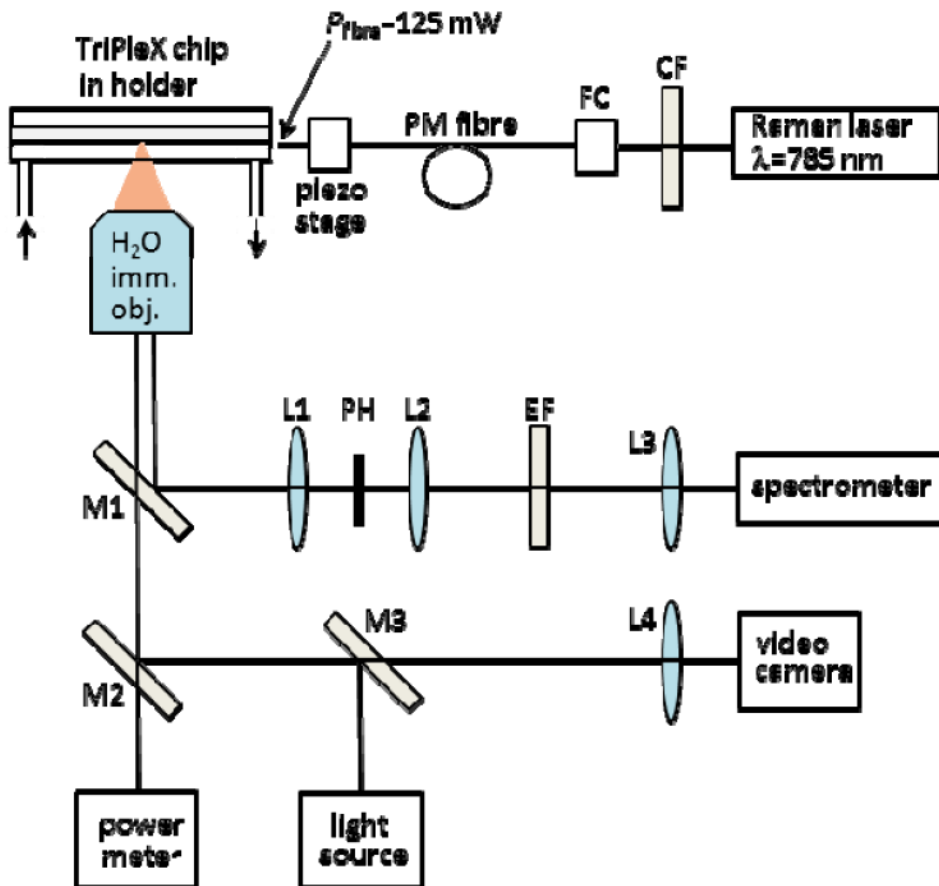 P_fibre~125 mW
TriPleX chip
in holder
CF
FC
PM fibre
Raman laser
λ=785 nm
piezo
stage
H₂O
imm.
obj.
L1
PH
L2
EF
L3
spectrometer
M1
M3
L4
video
camera
M2
power
meter
light
source